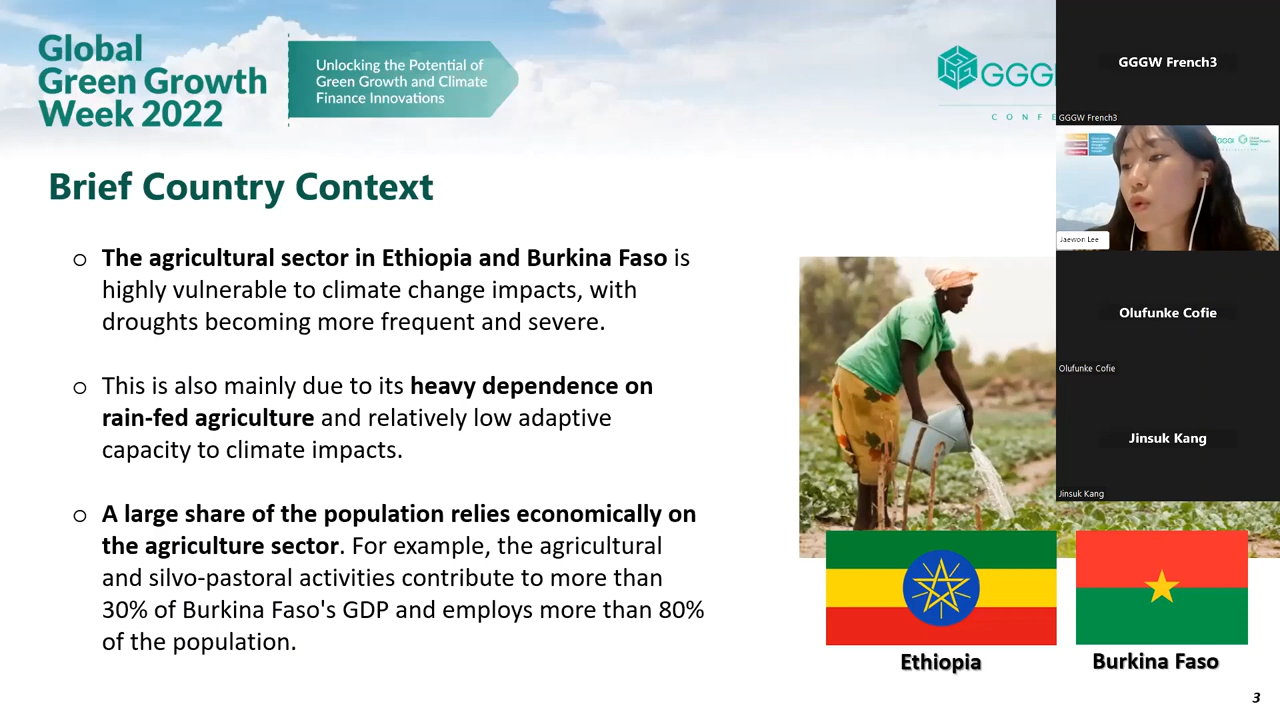 Global
Green Growth
Week 2022
Unlocking the Potential of
Green Growth and Climate
Finance Innovations
GGGI
CONFE
Brief Country Context
○ The agricultural sector in Ethiopia and Burkina Faso is
highly vulnerable to climate change impacts, with
droughts becoming more frequent and severe.
○ This is also mainly due to its heavy dependence on
rain-fed agriculture and relatively low adaptive
capacity to climate impacts.
○ A large share of the population relies economically on
the agriculture sector. For example, the agricultural
and silvo-pastoral activities contribute to more than
30% of Burkina Faso's GDP and employs more than 80%
of the population.
Ethiopia
Burkina Faso
3
GGGW French3
GGGW French3
Jaewon Lee
Olufunke Cofie
Olufunke Cofie
Jinsuk Kang
Jinsuk Kang